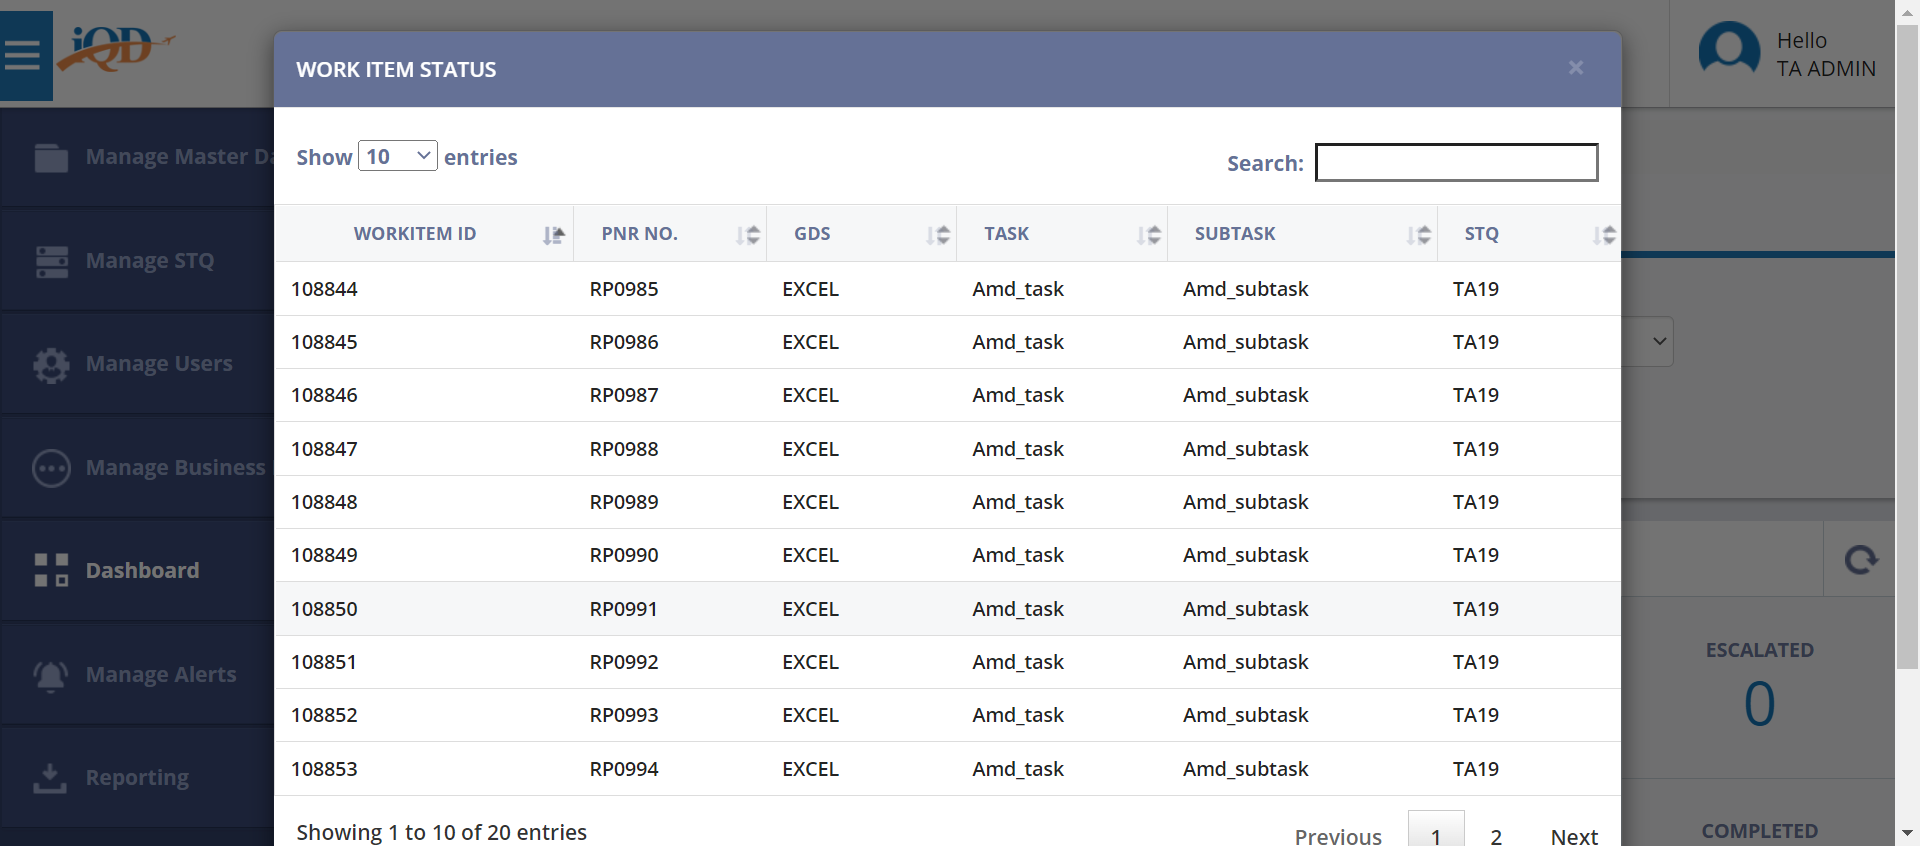 iQD
Hello
TA ADMIN
WORK ITEM STATUS
×
Show 10 entries
Search:
Manage Master Da
Manage STQ
Manage Users
Manage Business
Dashboard
Manage Alerts
Reporting
WORKITEM ID PNR NO. GDS TASK SUBTASK STQ
108844 RP0985 EXCEL Amd_task Amd_subtask TA19
108845 RP0986 EXCEL Amd_task Amd_subtask TA19
108846 RP0987 EXCEL Amd_task Amd_subtask TA19
108847 RP0988 EXCEL Amd_task Amd_subtask TA19
108848 RP0989 EXCEL Amd_task Amd_subtask TA19
108849 RP0990 EXCEL Amd_task Amd_subtask TA19
108850 RP0991 EXCEL Amd_task Amd_subtask TA19
108851 RP0992 EXCEL Amd_task Amd_subtask TA19
108852 RP0993 EXCEL Amd_task Amd_subtask TA19
108853 RP0994 EXCEL Amd_task Amd_subtask TA19
Showing 1 to 10 of 20 entries
Previous 1 2 Next
ESCALATED
0
COMPLETED